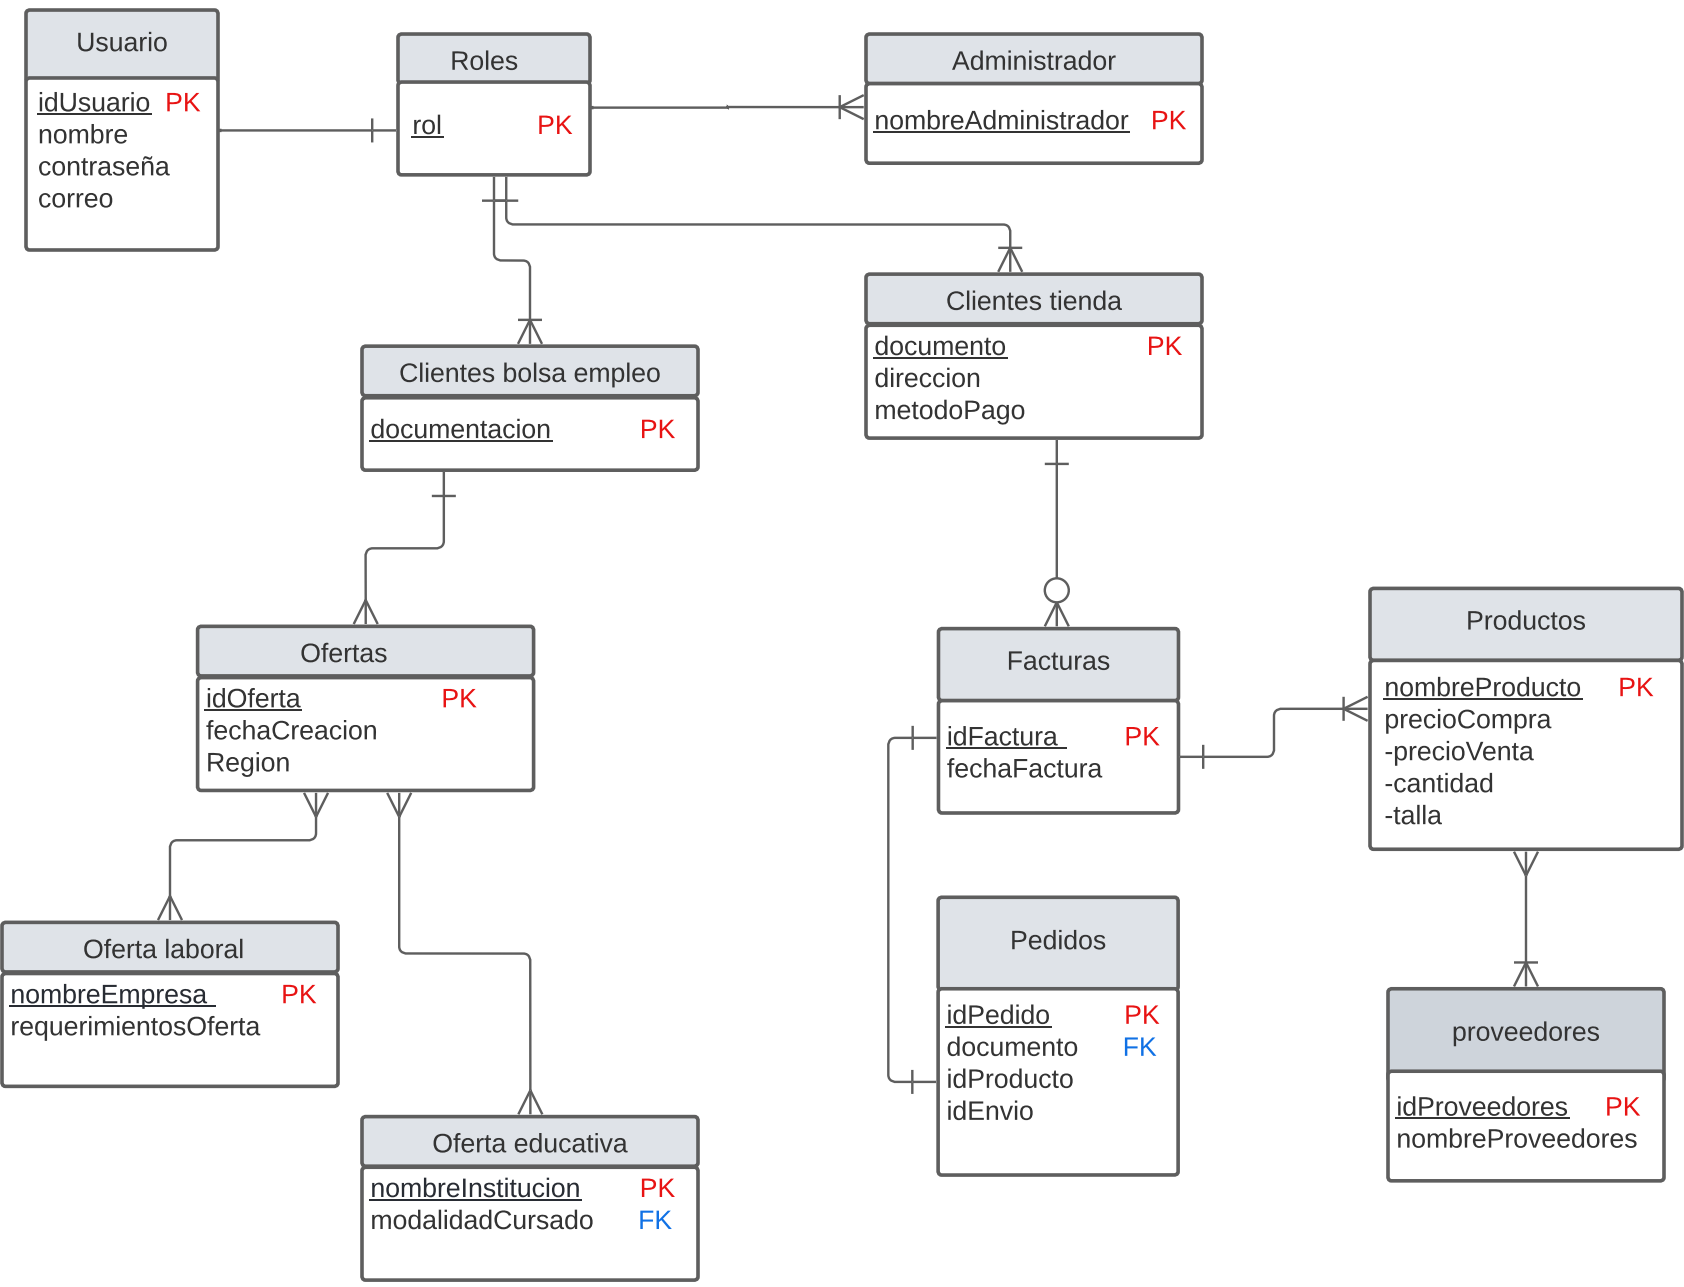 Usuario
idUsuario PK
nombre
contraseña
correo
Roles
rol PK
Administrador
nombreAdministrador PK
Clientes tienda
documento PK
direccion
metodoPago
Clientes bolsa empleo
documentacion PK
Ofertas
idOferta PK
fechaCreacion
Region
Facturas
idFactura PK
fechaFactura
Productos
nombreProducto PK
precioCompra
-precioVenta
-cantidad
-talla
Oferta laboral
nombreEmpresa PK
requerimientosOferta
Pedidos
idPedido PK
documento FK
idProducto
idEnvio
proveedores
idProveedores PK
nombreProveedores
Oferta educativa
nombreInstitucion PK
modalidadCursado FK